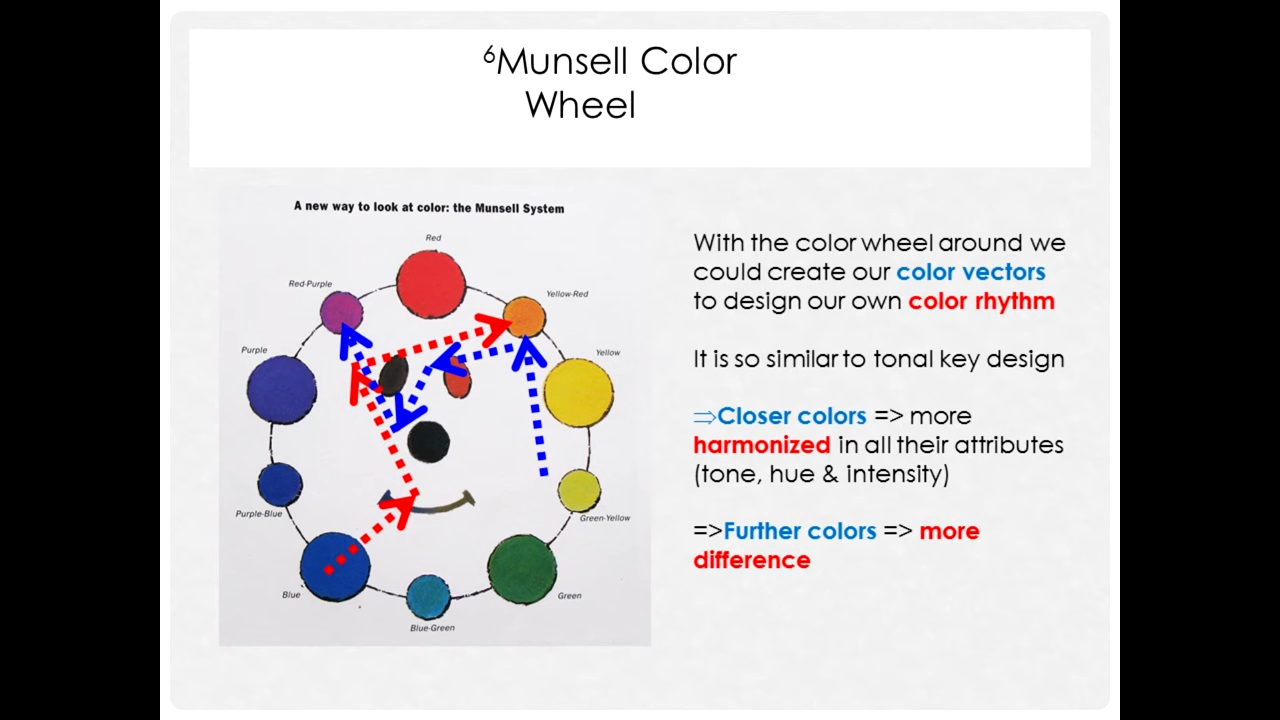 ⁶Munsell Color
Wheel
A new way to look at color: the Munsell System
Red
Red-Purple
Yellow-Red
Purple
Yellow
Purple-Blue
Green-Yellow
Blue
Green
Blue-Green
With the color wheel around we
could create our color vectors
to design our own color rhythm
It is so similar to tonal key design
⇒Closer colors => more
harmonized in all their attributes
(tone, hue & intensity)
=>Further colors => more
difference